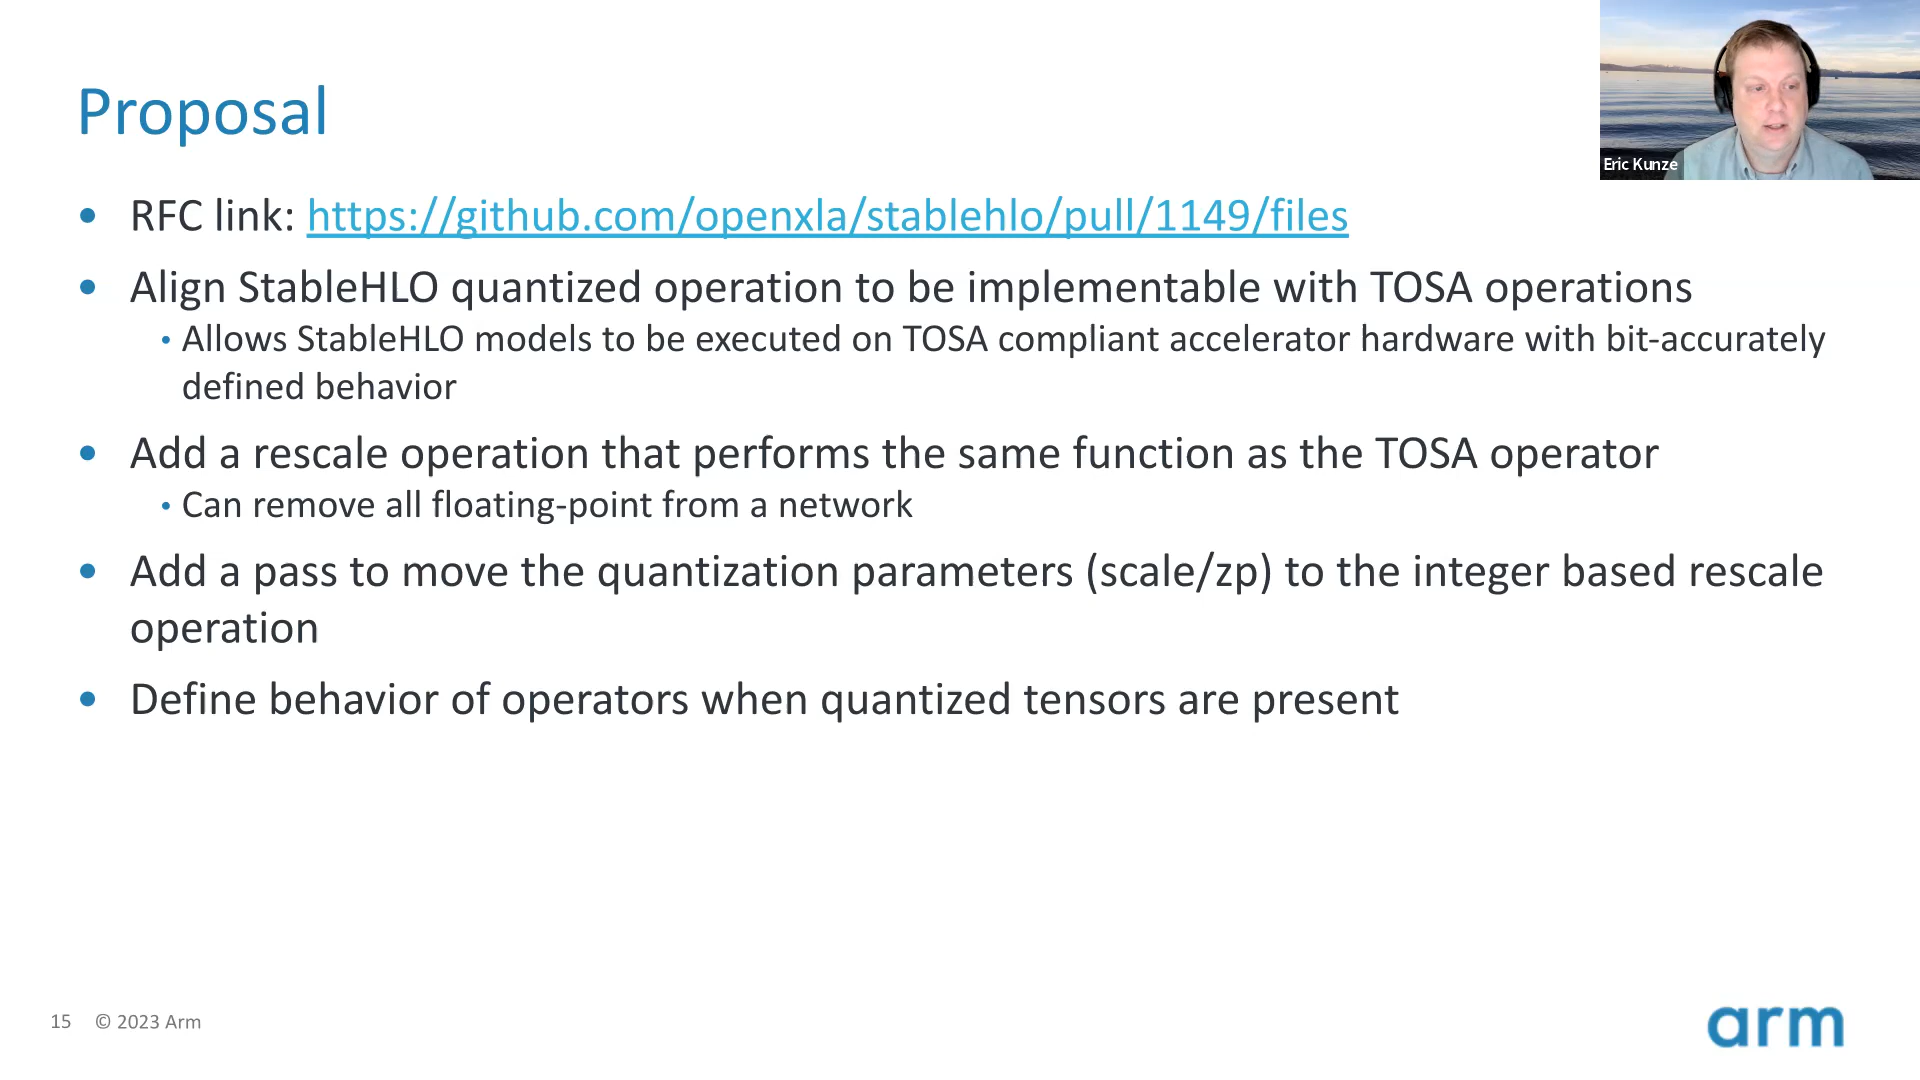 Proposal
Eric Kunze
• RFC link: https://github.com/openxla/stablehlo/pull/1149/files
• Align StableHLO quantized operation to be implementable with TOSA operations
• Allows StableHLO models to be executed on TOSA compliant accelerator hardware with bit-accurately
defined behavior
• Add a rescale operation that performs the same function as the TOSA operator
• Can remove all floating-point from a network
• Add a pass to move the quantization parameters (scale/zp) to the integer based rescale
operation
• Define behavior of operators when quantized tensors are present
15 © 2023 Arm
arm